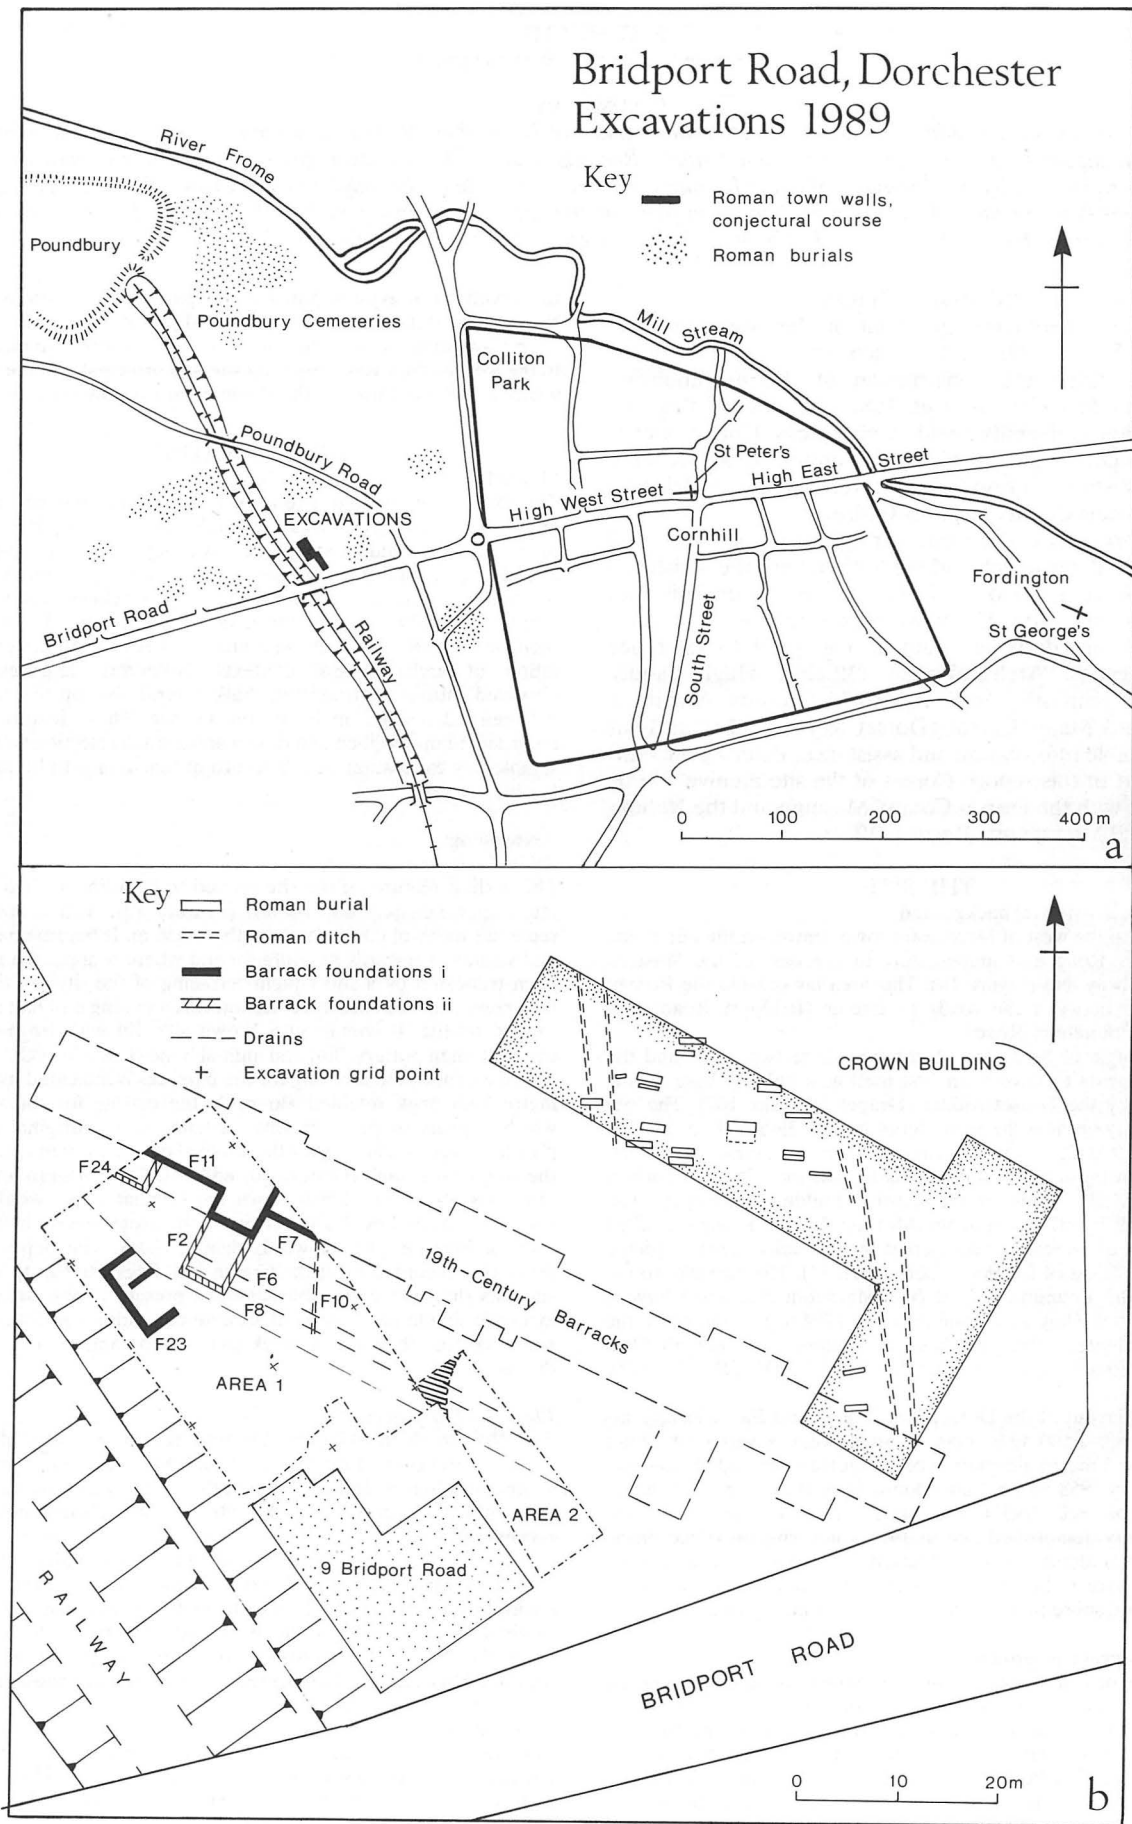 Bridport Road, Dorchester
Excavations 1989
Key
Roman town walls,
conjectural course
Roman burials
River Frome
Poundbury
Poundbury Cemeteries
Colliton
Park
Mill Stream
Poundbury Road
St Peter's
High East Street
High West Street
EXCAVATIONS
Cornhill
Fordington
St George's
Bridport Road
Railway
South Street
0 100 200 300 400m
a
Key
Roman burial
Roman ditch
Barrack foundations i
Barrack foundations ii
Drains
Excavation grid point
CROWN BUILDING
F24
F11
F2
F7
F6
F8
F10
F23
19th-Century Barracks
AREA 1
AREA 2
9 Bridport Road
RAILWAY
BRIDPORT ROAD
0 10 20m
b